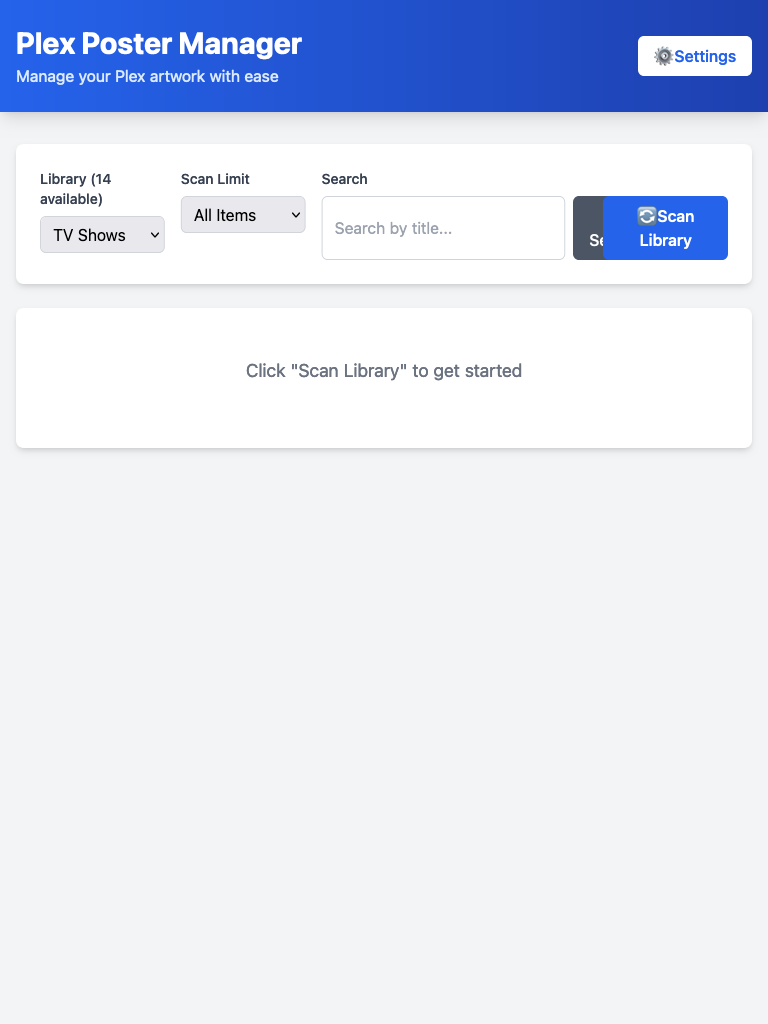 Plex Poster Manager
Manage your Plex artwork with ease
⚙️Settings
Library (14
available)
TV Shows
Scan Limit
All Items
Search
Search by title...
🔄Scan
Library
Click "Scan Library" to get started